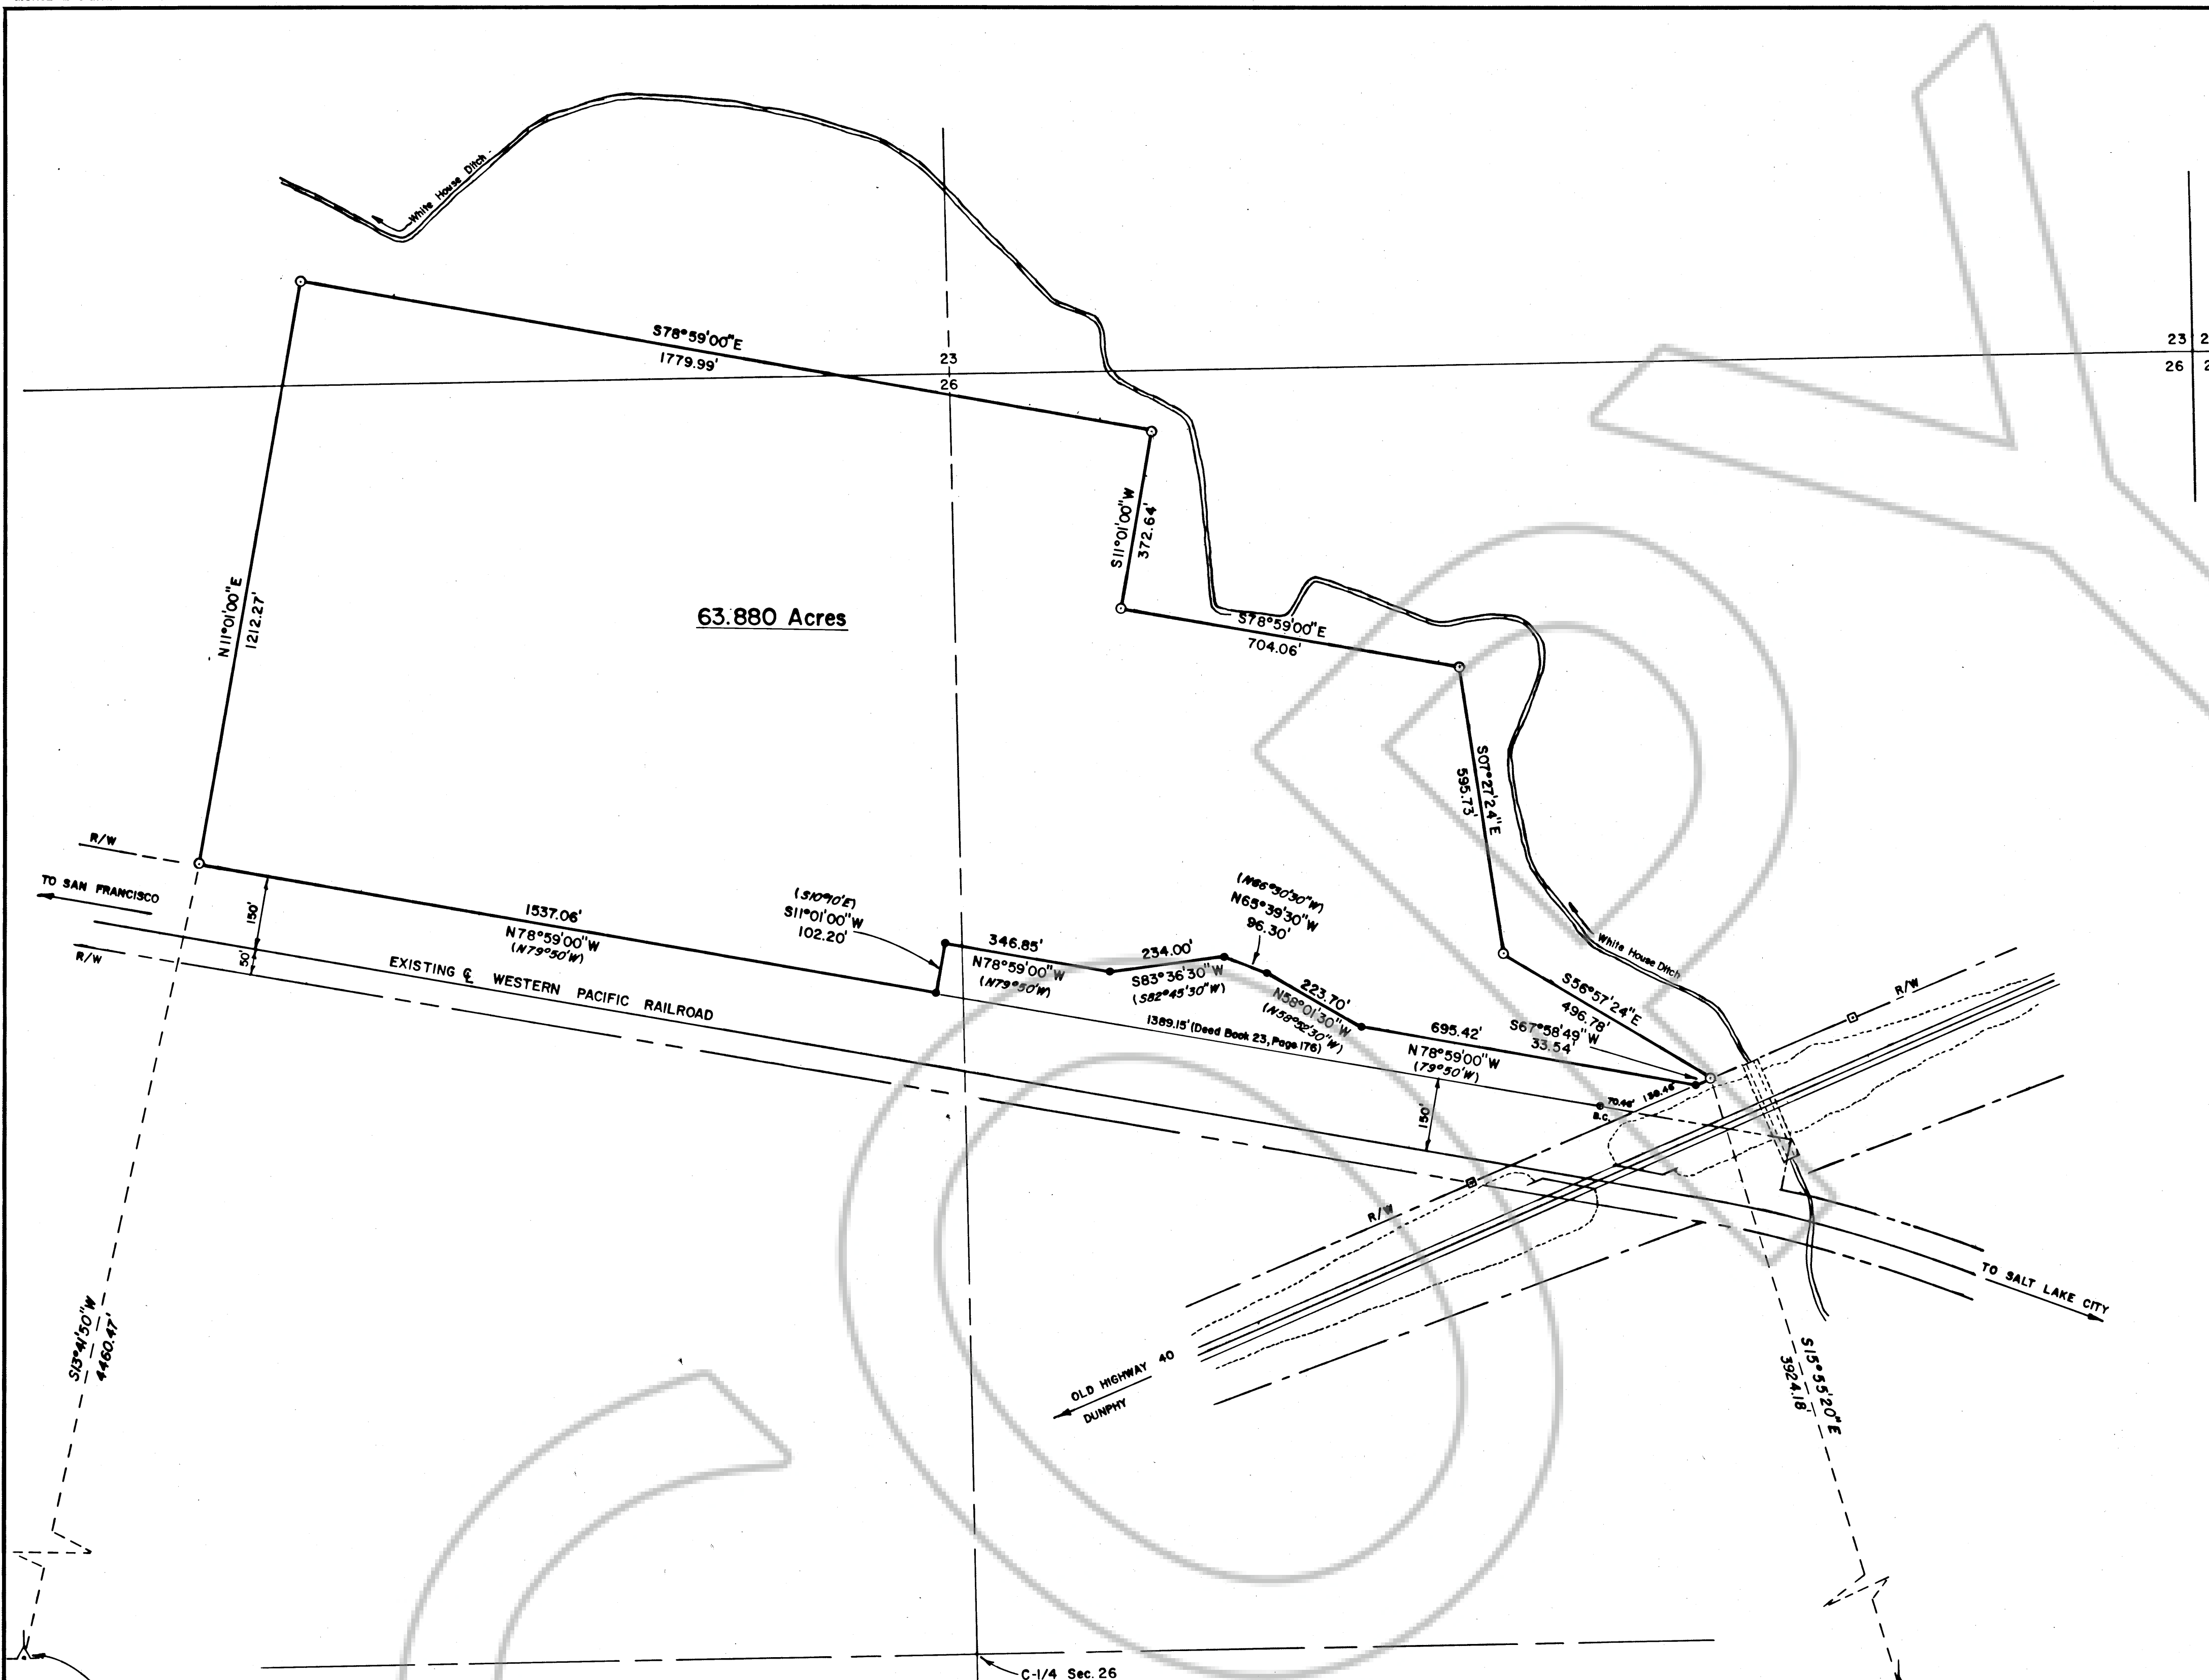 White House Ditch
S78°59'00"E
1779.99'
23
26
23
26
S11°01'00"W
372.64'
N11°01'00"E
1212.27'
63.880 Acres
S78°59'00"E
704.06'
S07°27'24"E
595.73'
R/W
TO SAN FRANCISCO
150'
50'
R/W
1537.06'
N78°59'00"W
(N79°50'W)
EXISTING ℄ WESTERN PACIFIC RAILROAD
(S10°10'E)
S11°01'00"W
102.20'
346.85'
N78°59'00"W
(N79°50'W)
234.00'
S83°36'30"W
(S82°45'30"W)
(N66°30'30"W)
N65°39'30"W
96.30'
223.70'
N58°01'30"W
(N58°52'30"W)
1389.15' (Deed Book 23, Page 176)
695.42'
N78°59'00"W
(79°50'W)
White House Ditch
S56°57'24"E
496.78'
S67°58'49"W
33.54'
R/W
70.46'
B.C.
150'
R/W
OLD HIGHWAY 40
DUNPHY
TO SALT LAKE CITY
S13°41'50"W
4460.47'
S15°55'20"E
3924.18'
C-1/4 Sec. 26
COPY